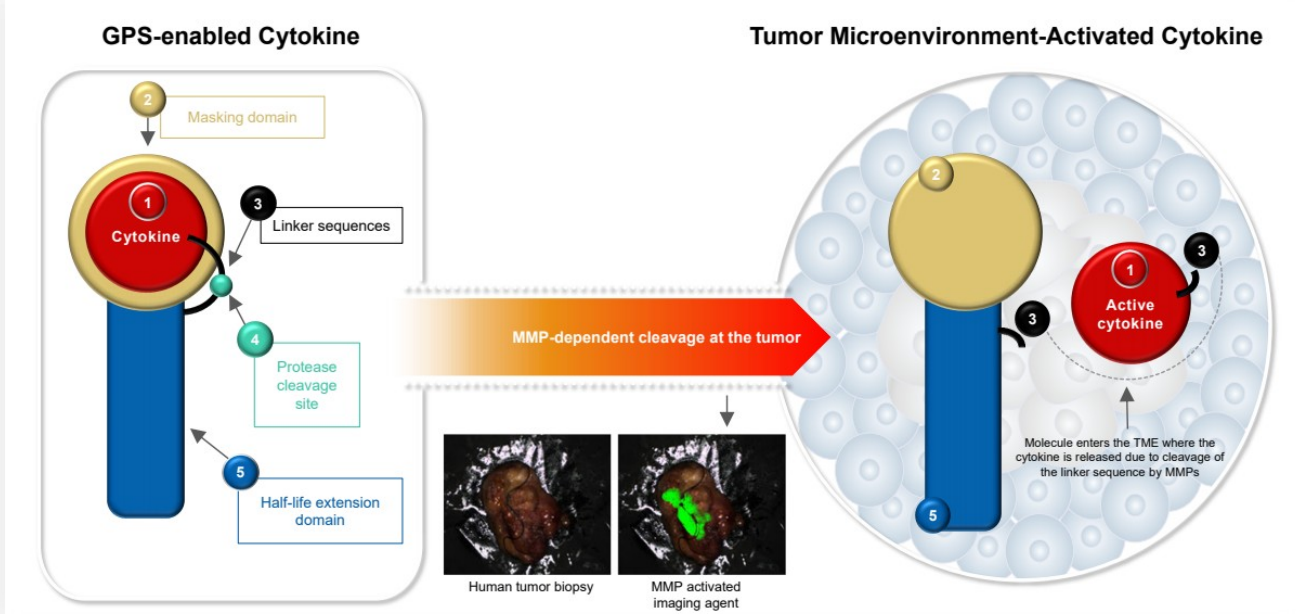 GPS-enabled Cytokine
2
Masking domain
1
Cytokine
3
Linker sequences
4
Protease
cleavage
site
5
Half-life extension
domain
MMP-dependent cleavage at the tumor
Human tumor biopsy
MMP activated
imaging agent
Tumor Microenvironment-Activated Cytokine
2
3
1
Active
cytokine
3
Molecule enters the TME where the
cytokine is released due to cleavage
of the linker sequence by MMPs
5